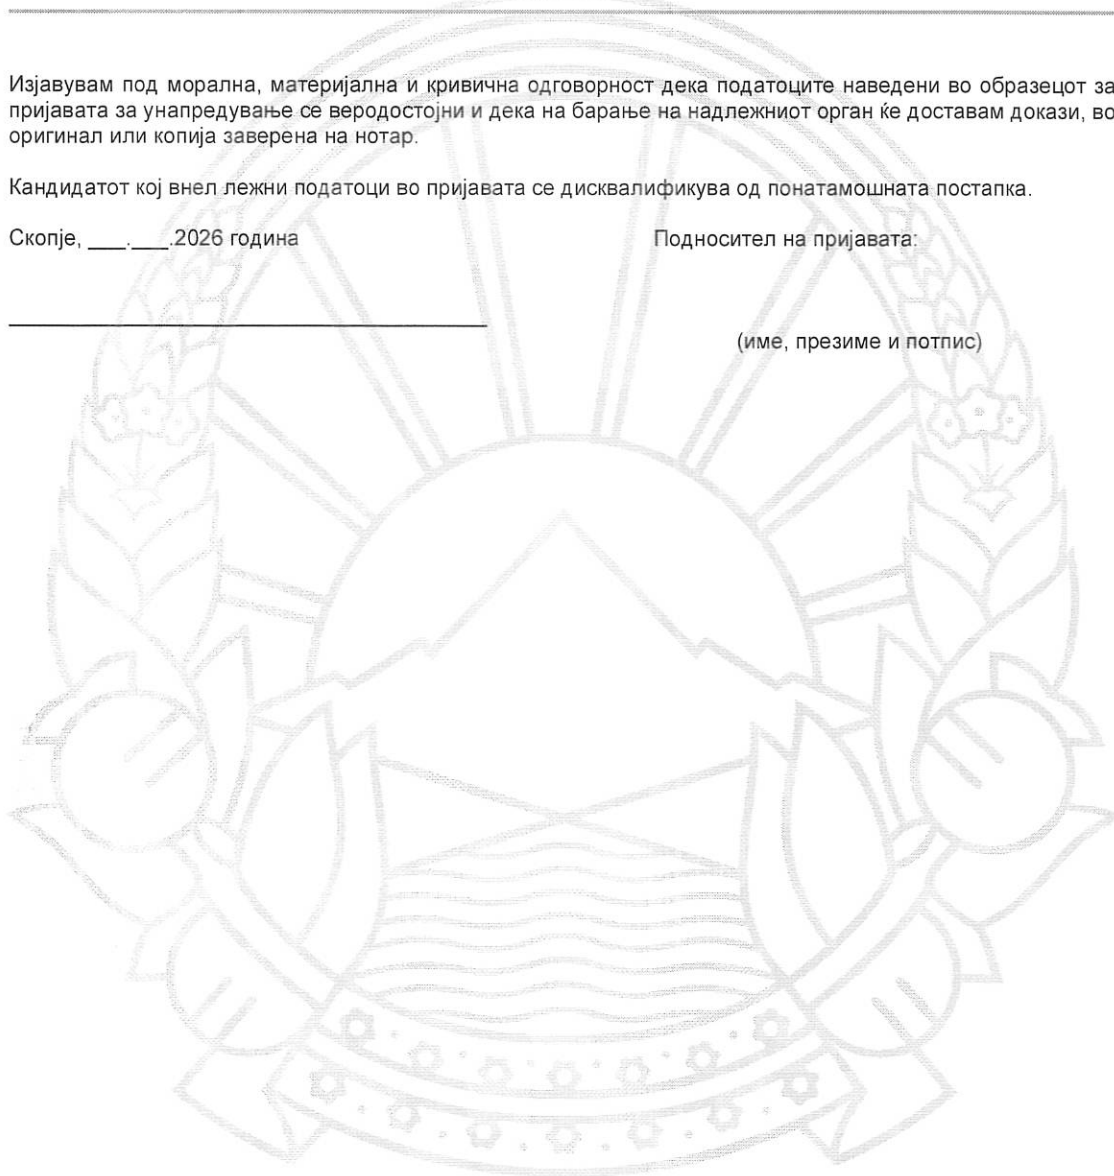 Изјавувам под морална, материјална и кривична одговорност дека податоците наведени во образецот за
пријавата за унапредување се веродостојни и дека на барање на надлежниот орган ќе доставам докази, во
оригинал или копија заверена на нотар.
Кандидатот кој внел лежни податоци во пријавата се дисквалификува од понатамошната постапка.
Скопје, ___.___.2026 година Подносител на пријавата:
(име, презиме и потпис)